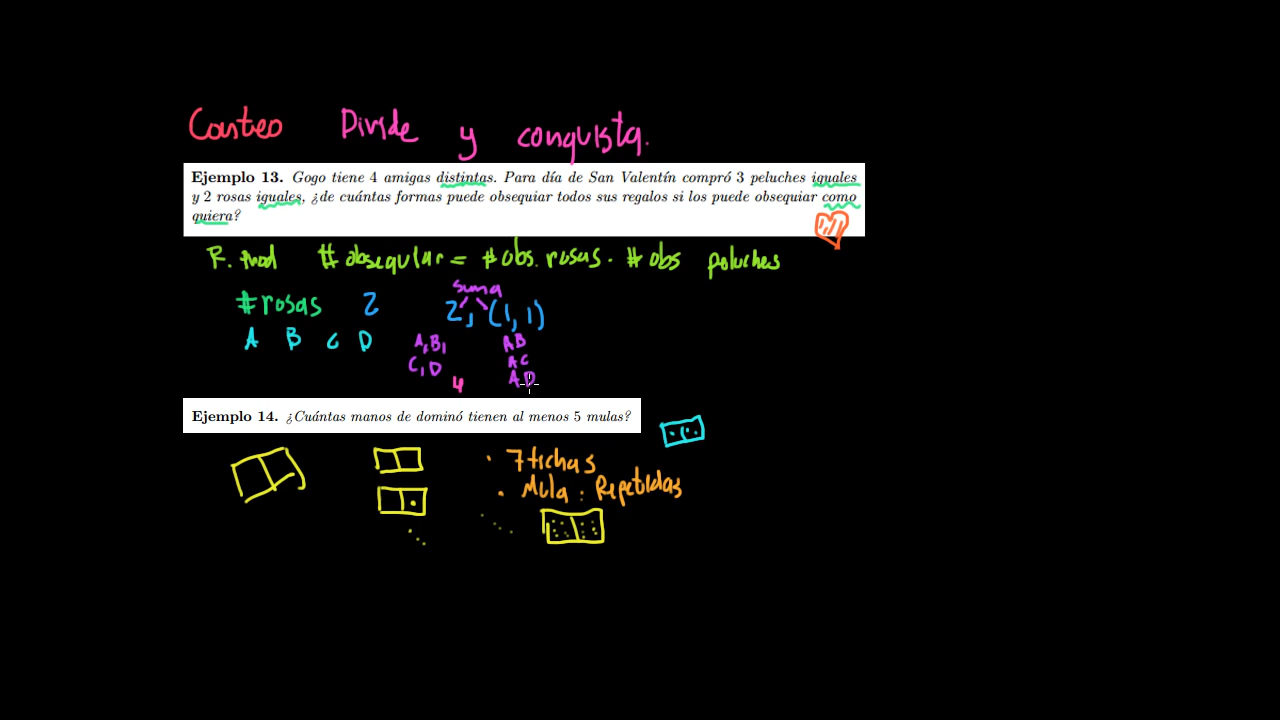 Conteo Divide y conquista.
Ejemplo 13. Gogo tiene 4 amigas distintas. Para día de San Valentín compró 3 peluches iguales
y 2 rosas iguales, ¿de cuántas formas puede obsequiar todos sus regalos si los puede obsequiar como
quiera?
R. Prod # obsequiar = # obs. rosas. # obs peluches
suma
#rosas 2 2, (1, 1)
A B C D A, B, AB
C, D AC
4 AD
Ejemplo 14. ¿Cuántas manos de dominó tienen al menos 5 mulas?
• 7 fichas
• Mula : Repetidas